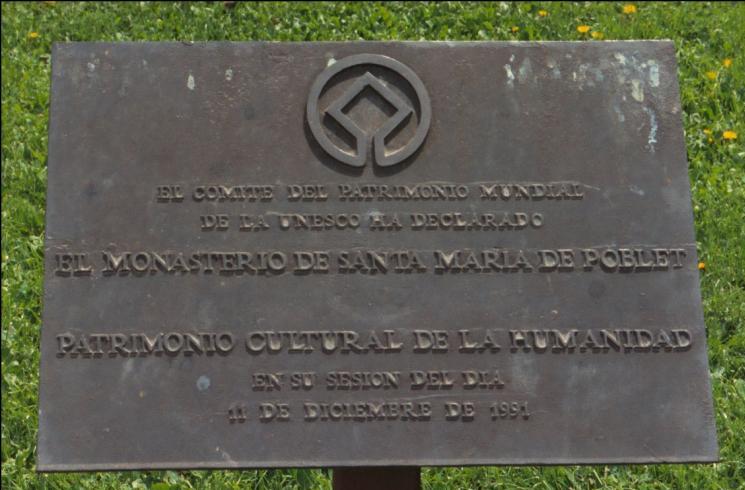 EL COMITE DEL PATRIMONIO MUNDIAL
DE LA UNESCO HA DECLARADO
EL MONASTERIO DE SANTA MARIA DE POBLET
PATRIMONIO CULTURAL DE LA HUMANIDAD
EN SU SESION DEL DIA
11 DE DICIEMBRE DE 1991